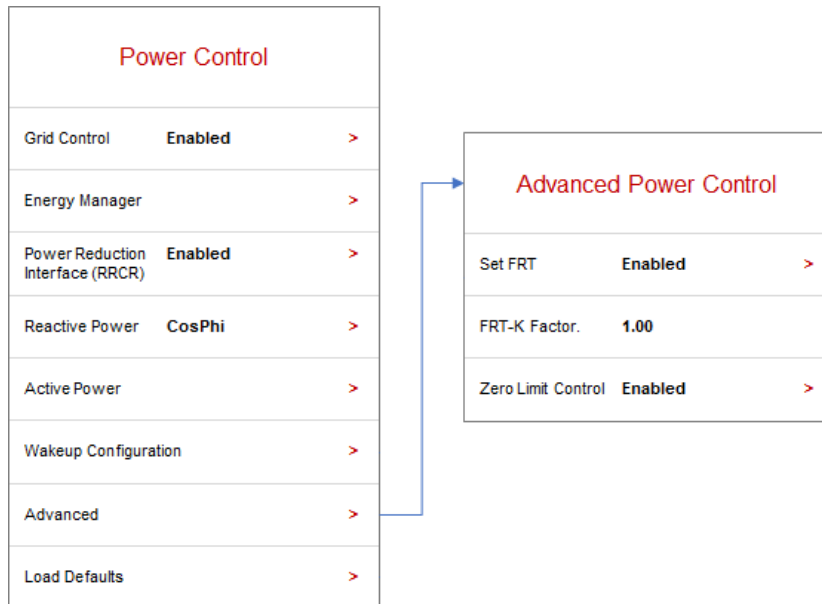 Power Control
Grid Control Enabled >
Energy Manager >
Power Reduction Enabled >
Interface (RRCR)
Reactive Power CosPhi >
Active Power >
Wakeup Configuration >
Advanced >
Load Defaults >
Advanced Power Control
Set FRT Enabled >
FRT-K Factor. 1.00
Zero Limit Control Enabled >